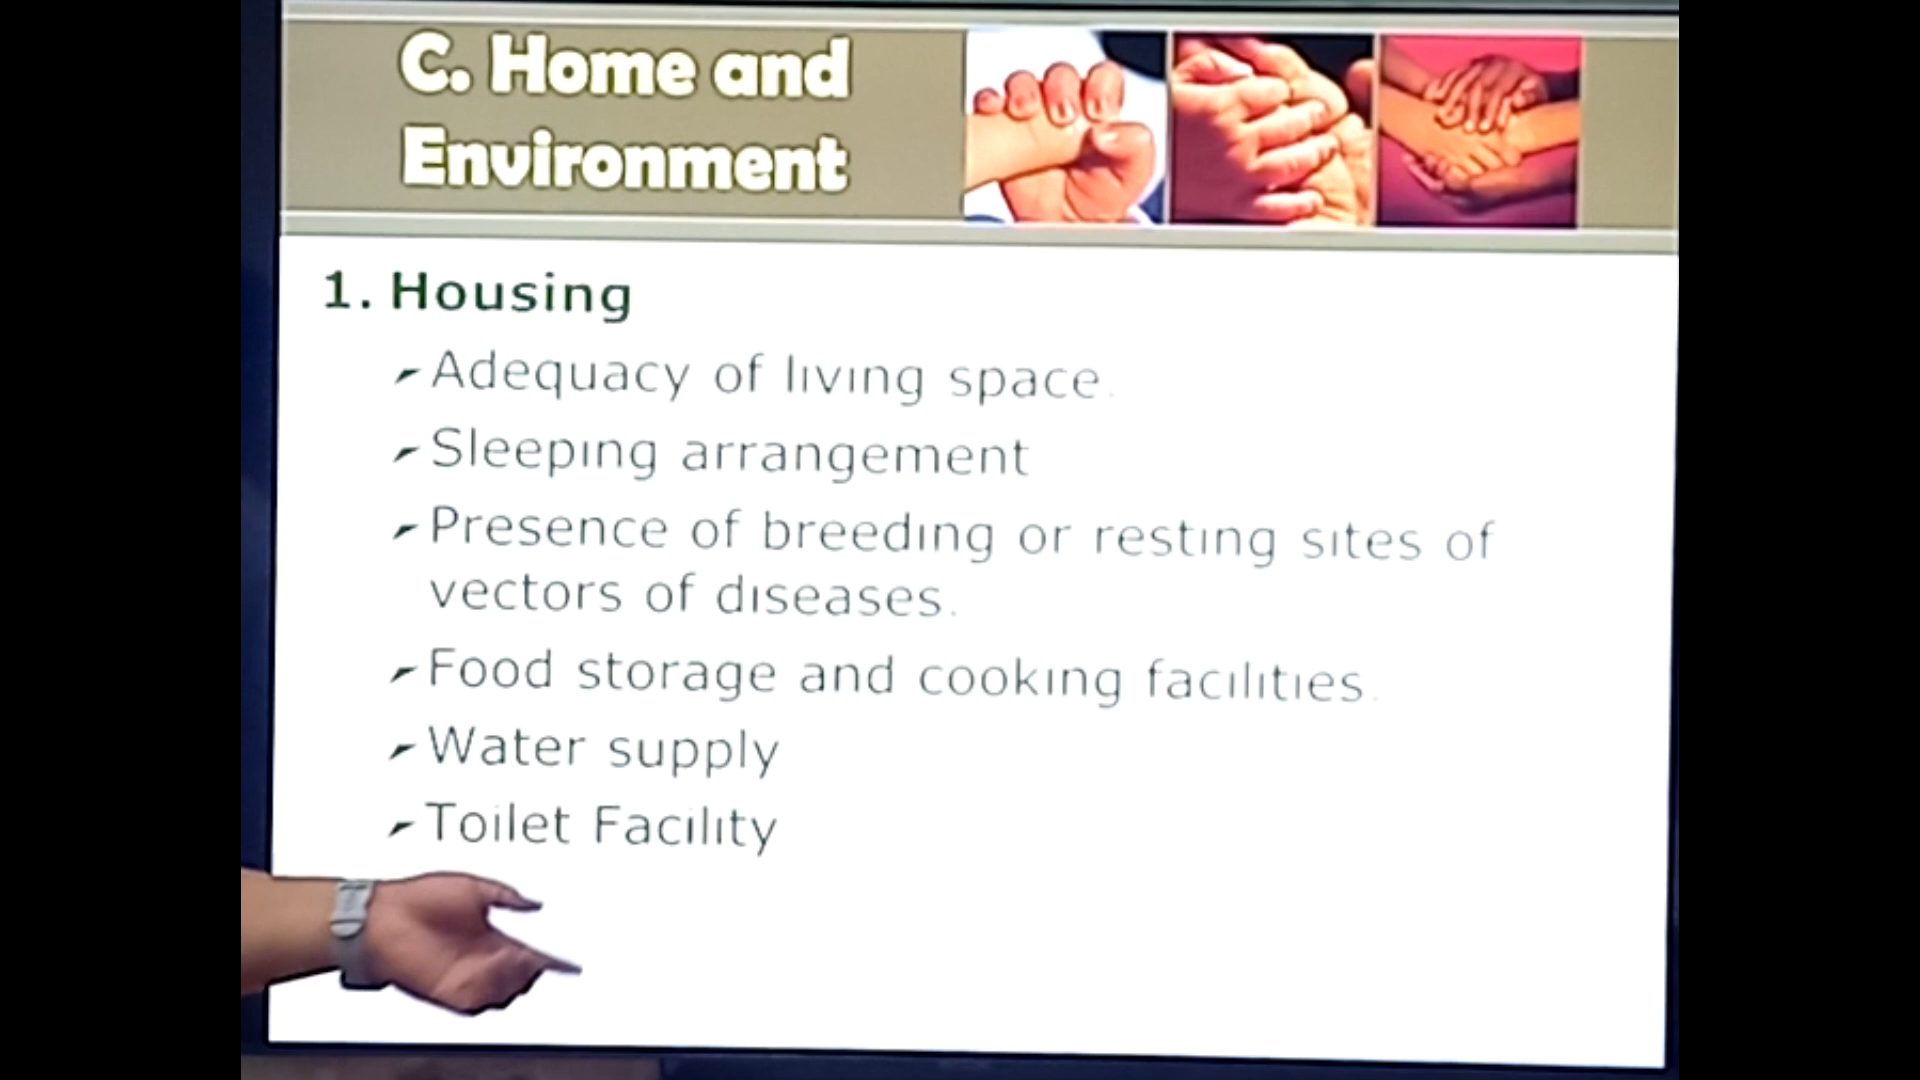 C. Home and
Environment
1. Housing
Adequacy of living space.
Sleeping arrangement
Presence of breeding or resting sites of
vectors of diseases.
Food storage and cooking facilities.
Water supply
Toilet Facility